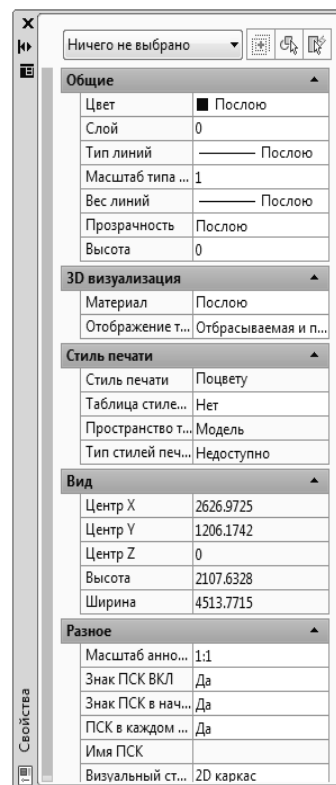 Ничего не выбрано
Общие
Цвет Послою
Слой 0
Тип линий Послою
Масштаб типа ... 1
Вес линий Послою
Прозрачность Послою
Высота 0
3D визуализация
Материал Послою
Отображение т... Отбрасываемая и п...
Стиль печати
Стиль печати Поцвету
Таблица стиле... Нет
Пространство т... Модель
Тип стилей печ... Недоступно
Вид
Центр X 2626.9725
Центр Y 1206.1742
Центр Z 0
Высота 2107.6328
Ширина 4513.7715
Разное
Масштаб анно... 1:1
Знак ПСК ВКЛ Да
Знак ПСК в нач... Да
ПСК в каждом ... Да
Имя ПСК
Визуальный ст... 2D каркас
Свойства